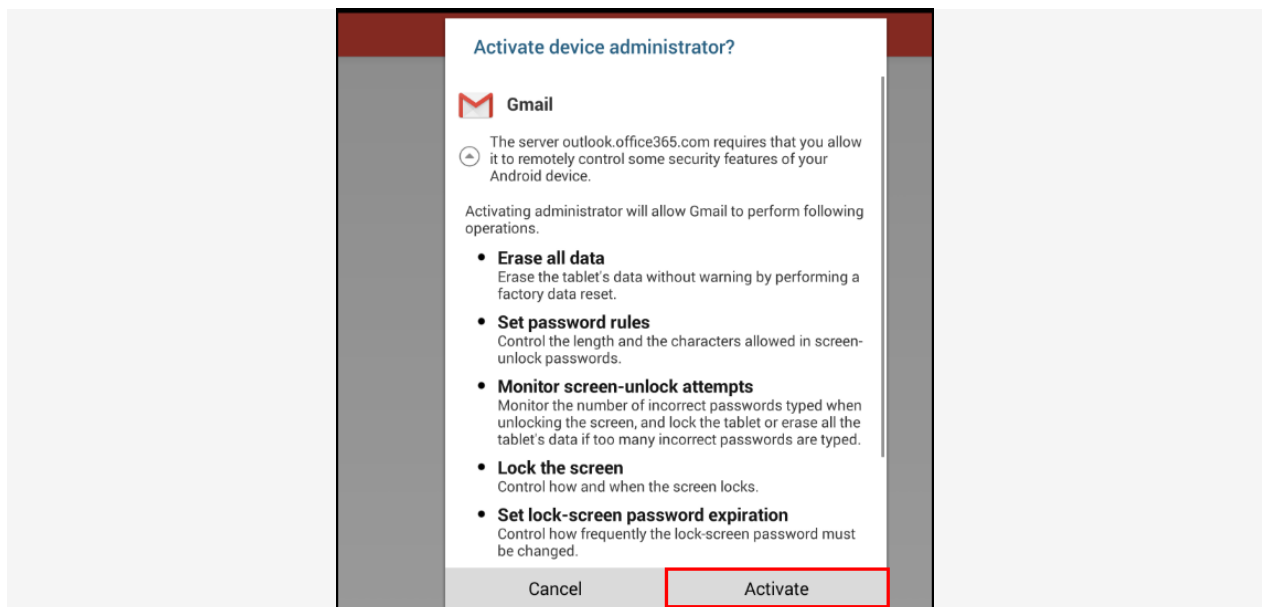 Activate device administrator?
Gmail
The server outlook.office365.com requires that you allow
it to remotely control some security features of your
Android device.
Activating administrator will allow Gmail to perform following
operations.
• Erase all data
Erase the tablet's data without warning by performing a
factory data reset.
• Set password rules
Control the length and the characters allowed in screen-
unlock passwords.
• Monitor screen-unlock attempts
Monitor the number of incorrect passwords typed when
unlocking the screen, and lock the tablet or erase all the
tablet's data if too many incorrect passwords are typed.
• Lock the screen
Control how and when the screen locks.
• Set lock-screen password expiration
Control how frequently the lock-screen password must
be changed.
Cancel Activate